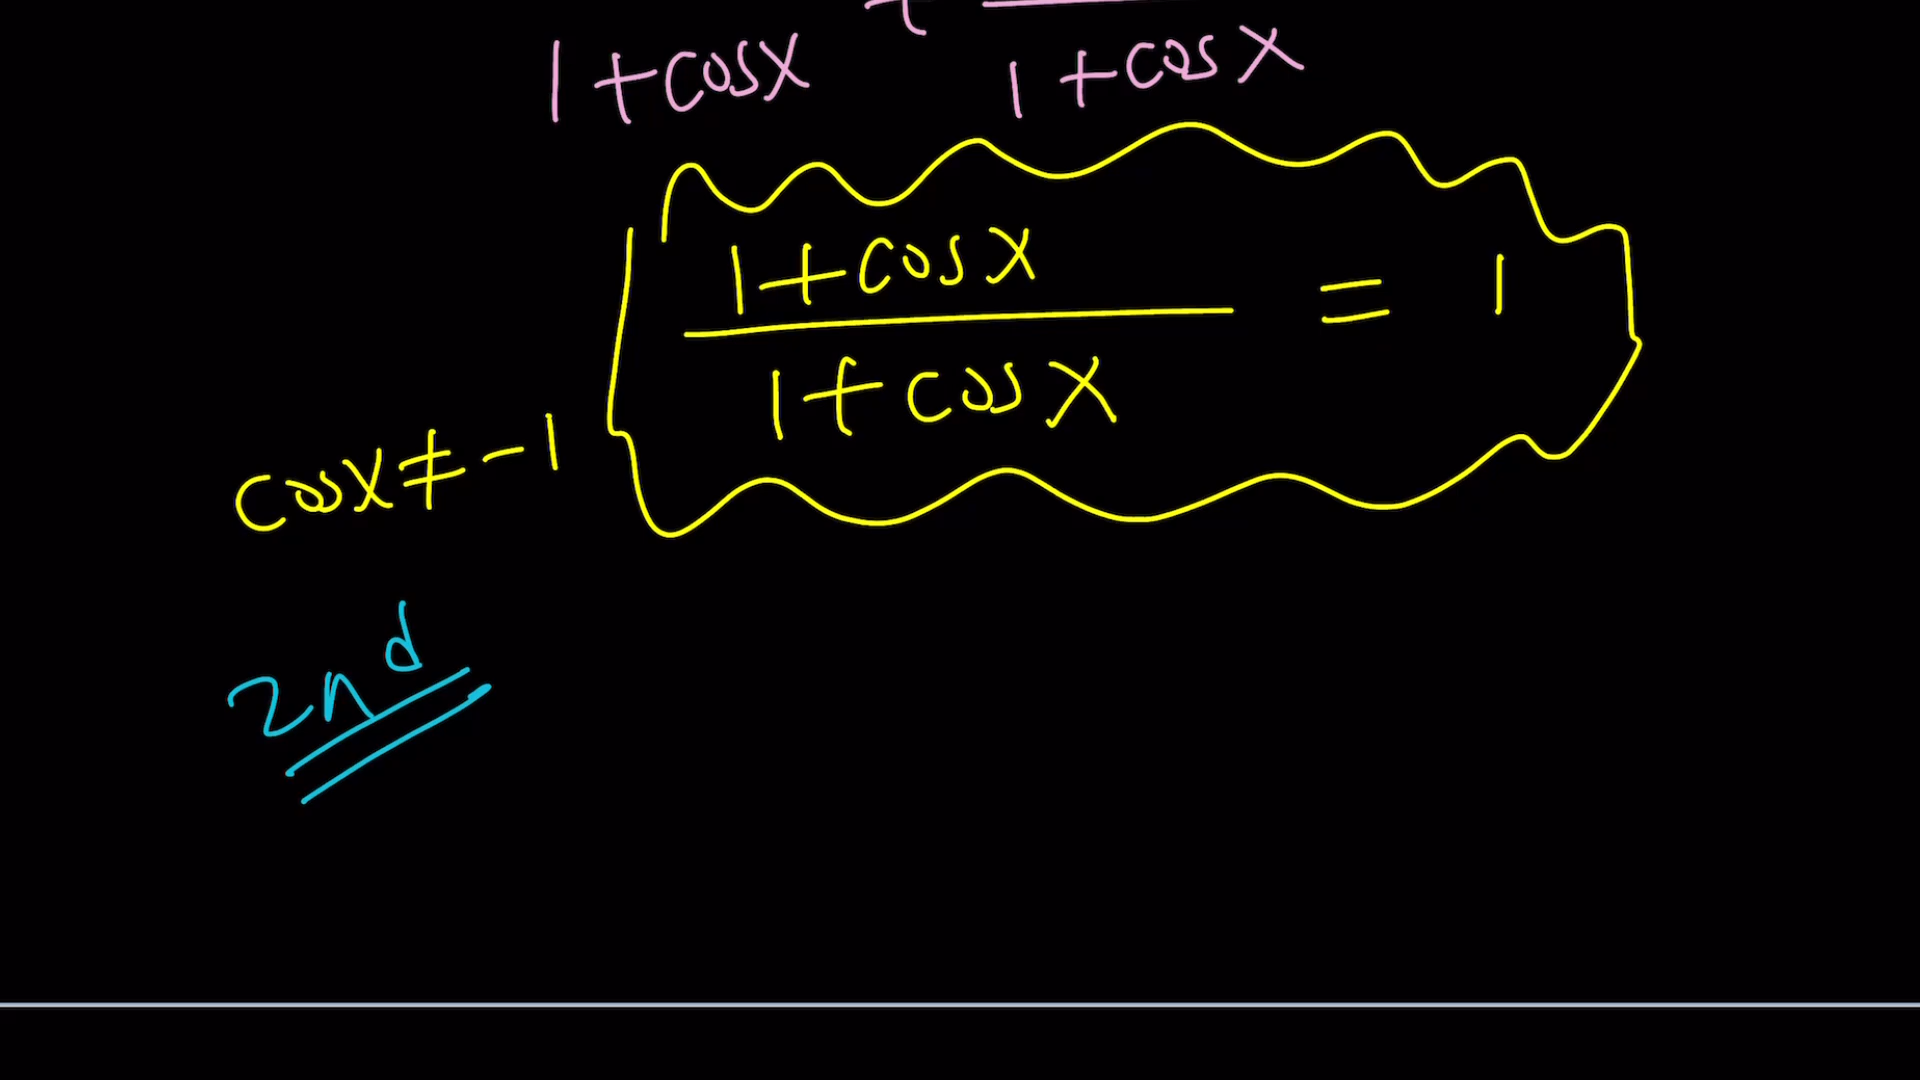 +
1+cosx 1+cosx
1+cosx
= 1
1+cosx
cosx≠-1
2nd